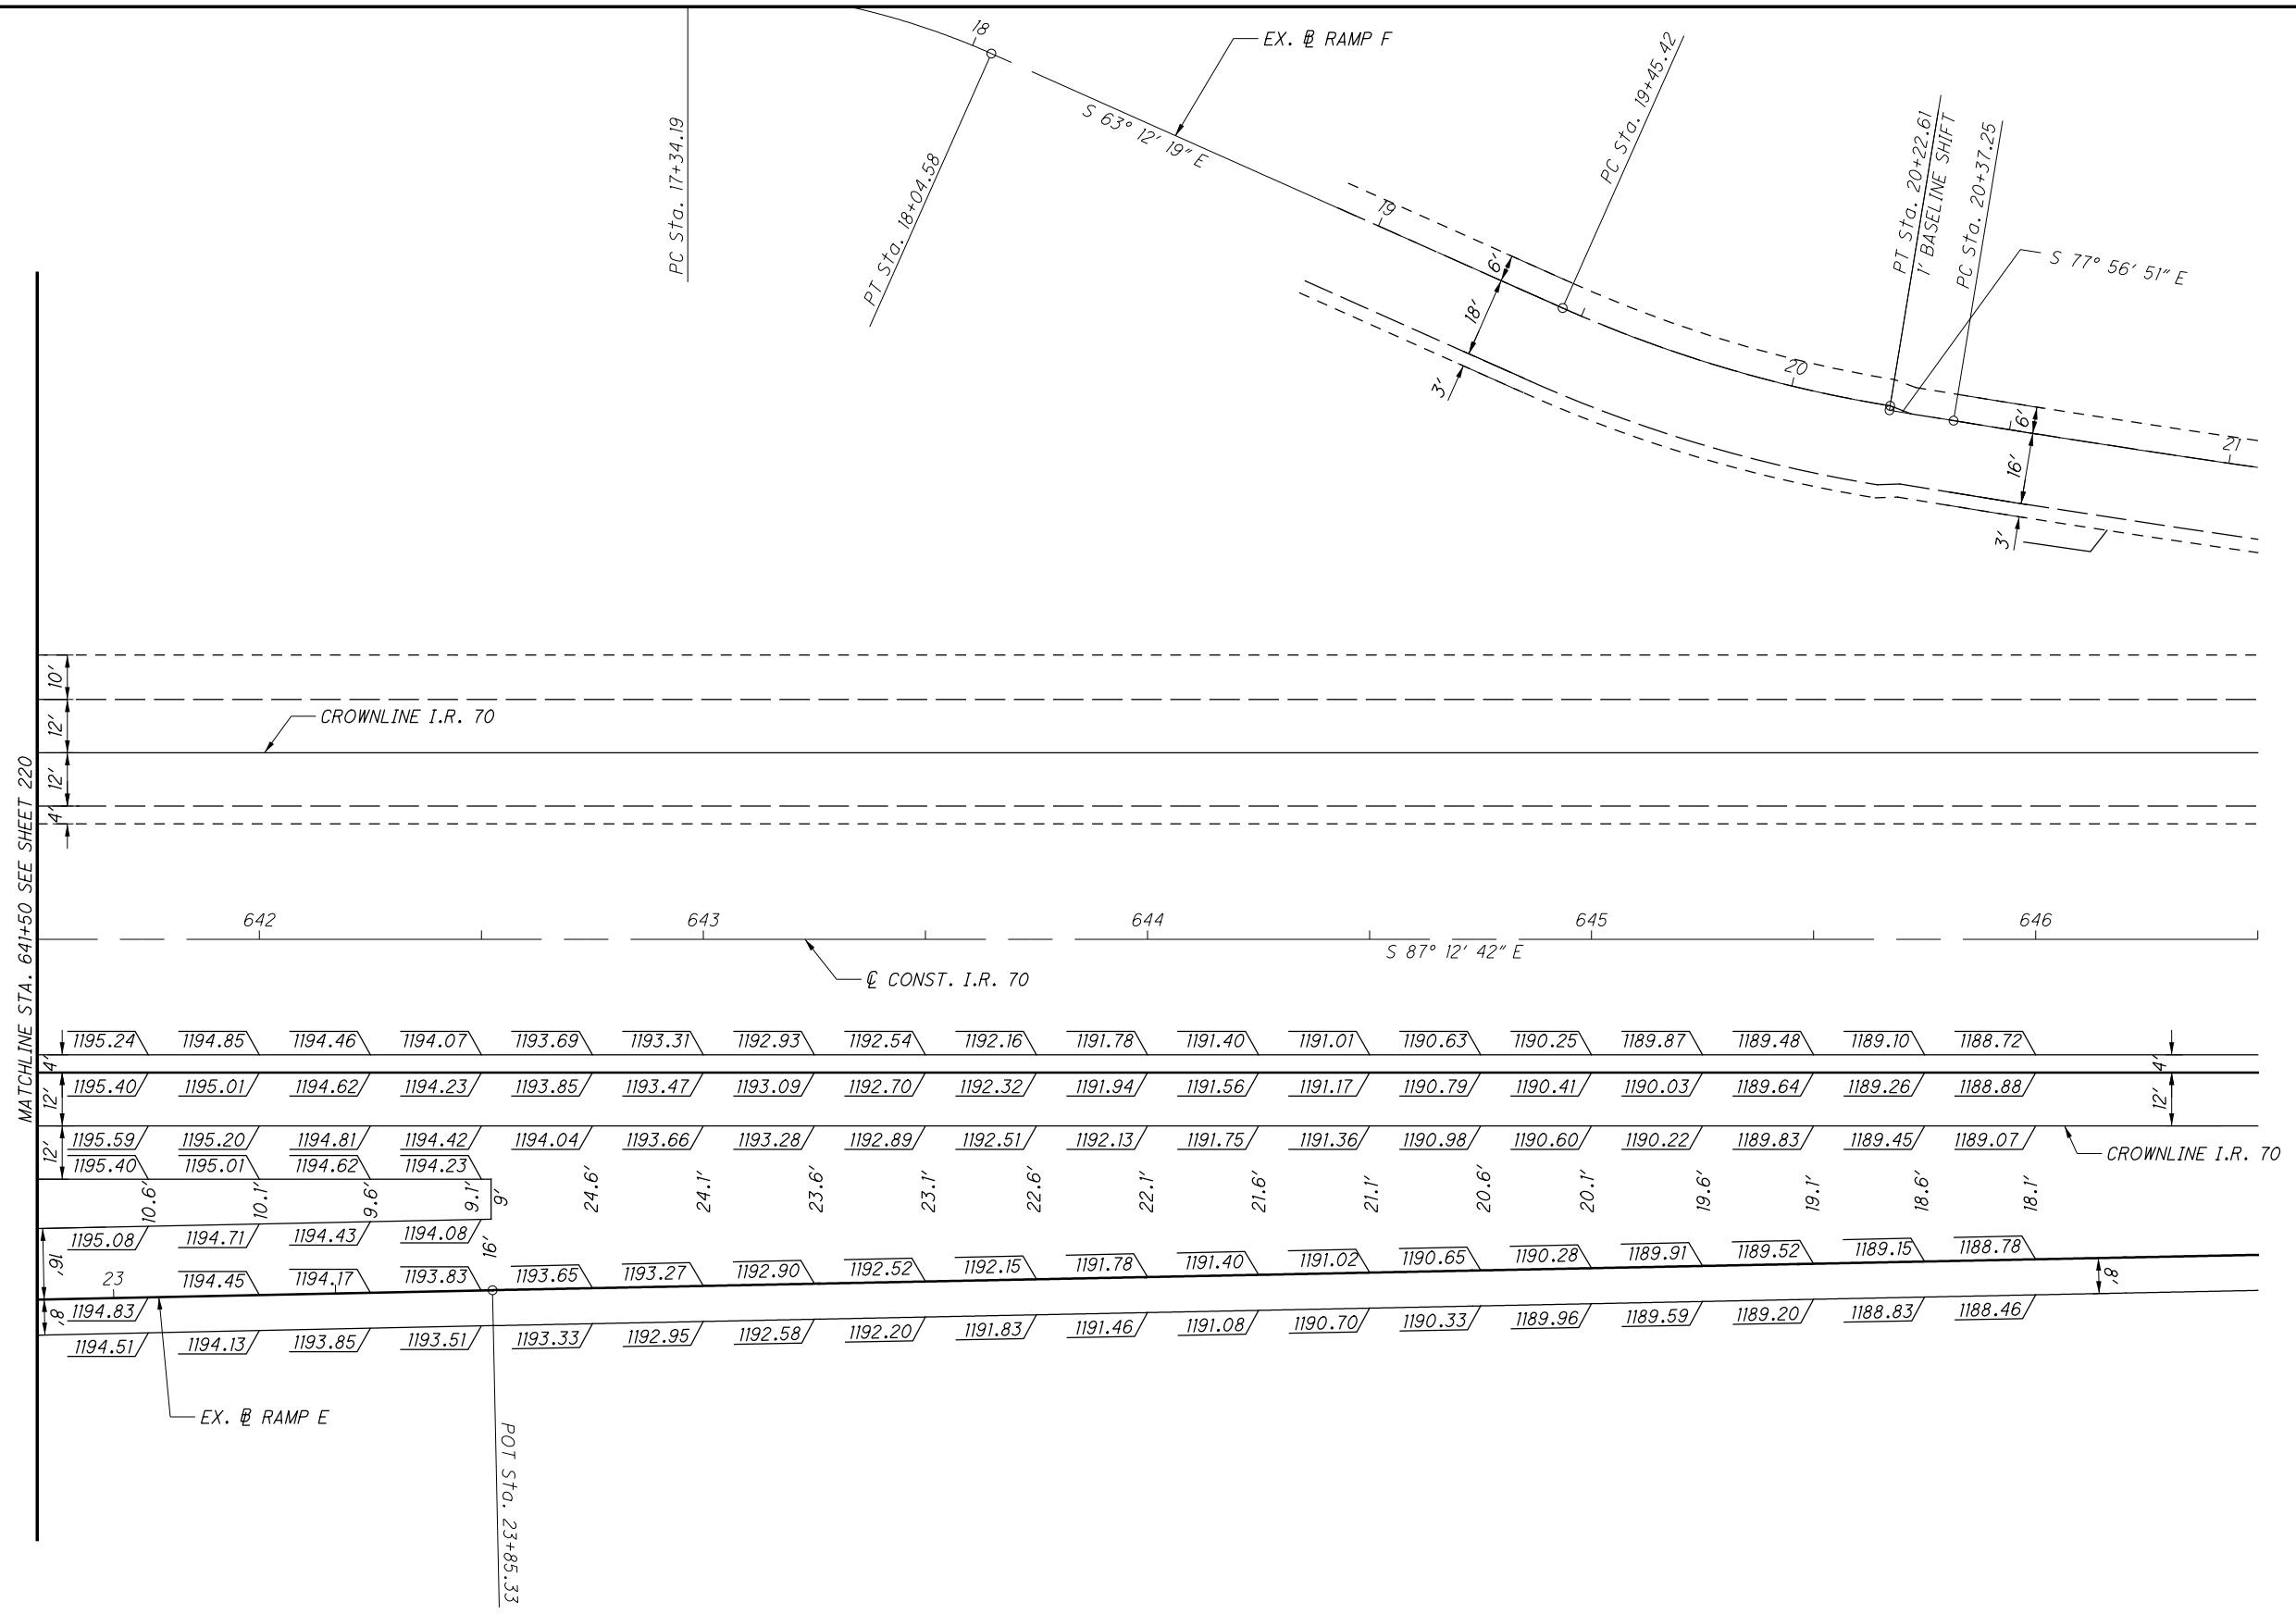 18
EX. ℄ RAMP F
PC Sta. 17+34.19
PT Sta. 18+04.58
S 63° 12' 19" E
PC Sta. 19+45.42
19
6'
18'
3'
PT Sta. 20+22.61
1' BASELINE SHIFT
PC Sta. 20+37.25
S 77° 56' 51" E
20
21
6'
16'
3'
10'
12'
12'
4'
CROWNLINE I.R. 70
MATCHLINE STA. 641+50 SEE SHEET 220
642 643 644 645 646
S 87° 12' 42" E
℄ CONST. I.R. 70
1195.24 1194.85 1194.46 1194.07 1193.69 1193.31 1192.93 1192.54 1192.16 1191.78 1191.40 1191.01 1190.63 1190.25 1189.87 1189.48 1189.10 1188.72
4' 4'
1195.40 1195.01 1194.62 1194.23 1193.85 1193.47 1193.09 1192.70 1192.32 1191.94 1191.56 1191.17 1190.79 1190.41 1190.03 1189.64 1189.26 1188.88
12' 12'
1195.59 1195.20 1194.81 1194.42 1194.04 1193.66 1193.28 1192.89 1192.51 1192.13 1191.75 1191.36 1190.98 1190.60 1190.22 1189.83 1189.45 1189.07
12'
CROWNLINE I.R. 70
1195.40 1195.01 1194.62 1194.23
10.6' 10.1' 9.6' 9.1' 9' 24.6' 24.1' 23.6' 23.1' 22.6' 22.1' 21.6' 21.1' 20.6' 20.1' 19.6' 19.1' 18.6' 18.1'
1195.08 1194.71 1194.43 1194.08
16' 16'
23
1194.83 1194.45 1194.17 1193.83 1193.65 1193.27 1192.90 1192.52 1192.15 1191.78 1191.40 1191.02 1190.65 1190.28 1189.91 1189.52 1189.15 1188.78
8' 8'
1194.51 1194.13 1193.85 1193.51 1193.33 1192.95 1192.58 1192.20 1191.83 1191.46 1191.08 1190.70 1190.33 1189.96 1189.59 1189.20 1188.83 1188.46
EX. ℄ RAMP E
POT Sta. 23+85.33